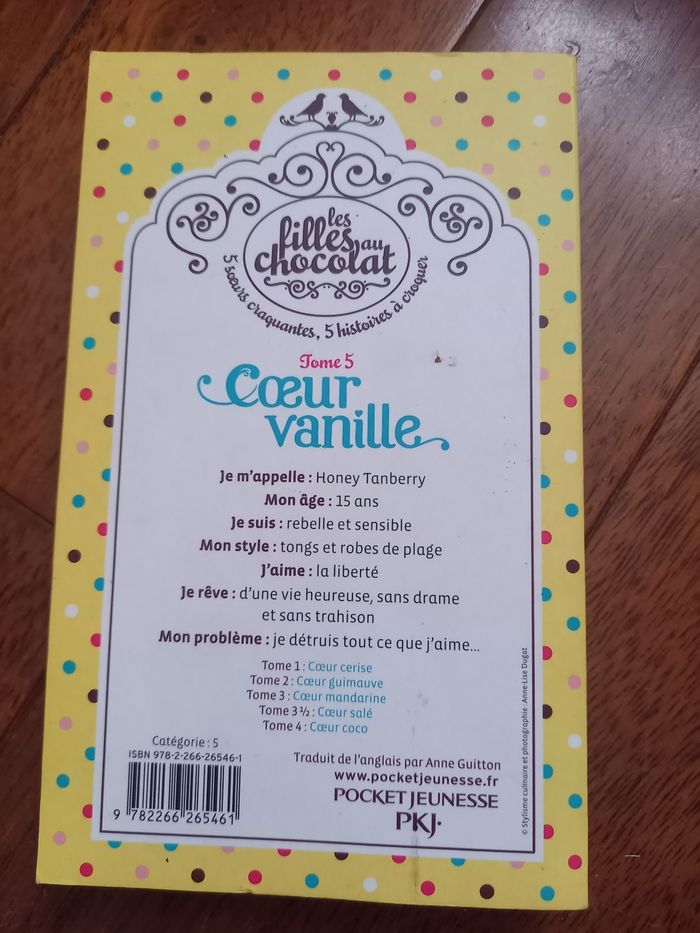 les
filles au
chocolat
5 sœurs craquantes, 5 histoires à croquer
Tome 5
Cœur
vanille
Je m'appelle : Honey Tanberry
Mon âge : 15 ans
Je suis : rebelle et sensible
Mon style : tongs et robes de plage
J'aime : la liberté
Je rêve : d'une vie heureuse, sans drame
et sans trahison
Mon problème : je détruis tout ce que j'aime...
Tome 1 : Cœur cerise
Tome 2 : Cœur guimauve
Tome 3 : Cœur mandarine
Tome 3 ½ : Cœur salé
Tome 4 : Cœur coco
Catégorie : 5
ISBN 978-2-266-26546-1
9 782266 265461
Traduit de l'anglais par Anne Guitton
www.pocketjeunesse.fr
POCKET JEUNESSE
PKJ·
© Stylisme culinaire et photographie : Anne-Lise Dugat